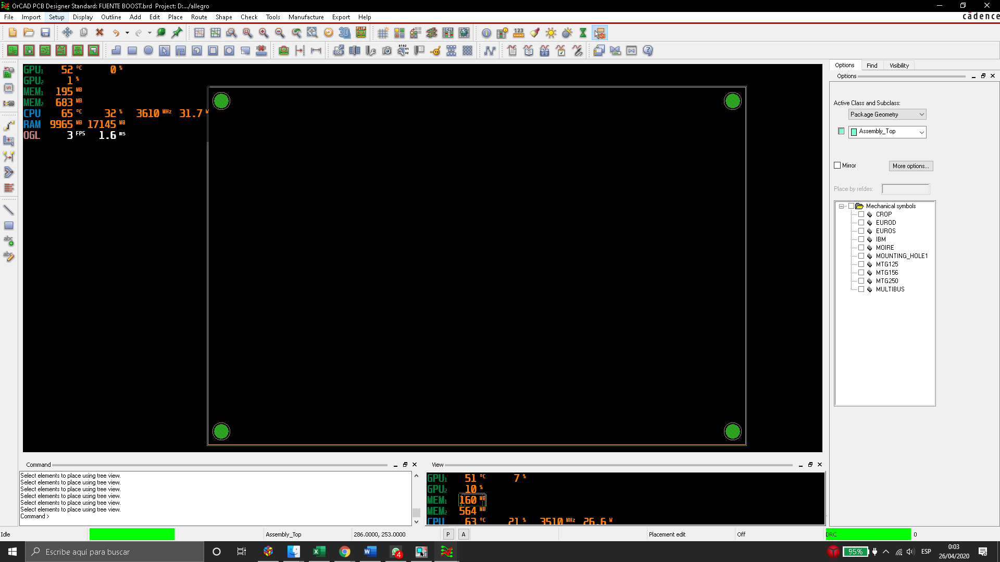 OrCAD PCB Designer Standard: FUENTE BOOST.brd  Project: D:.../allegro
File Import Setup Display Outline Add Edit Place Route Shape Check Tools Manufacture Export Help
cādence
GPU1 52 °C 0 %
GPU2 1 %
MEM1 195 MB
MEM2 683 MB
CPU 65 °C 32 % 3610 MHz 31.7 W
RAM 9965 MB 17145 MB
OGL 3 FPS 1.6 ms
Options Find Visibility
Options
Active Class and Subclass:
Package Geometry
Assembly_Top
Mirror More options...
Place by refdes:
Mechanical symbols
CROP
EUROD
EUROS
IBM
MOIRE
MOUNTING_HOLE1
MTG125
MTG156
MTG250
MULTIBUS
Command
Select elements to place using tree view.
Select elements to place using tree view.
Select elements to place using tree view.
Select elements to place using tree view.
Select elements to place using tree view.
Select elements to place using tree view.
Command >
View
GPU1 51 °C 7 %
GPU2 10 %
MEM1 160 MB
MEM2 564 MB
CPU 63 °C 21 % 3510 MHz 26.6 W
Idle Assembly_Top 286.0000, 253.0000 P A Placement edit Off DRC 0
Escribe aquí para buscar
4
95% ESP
0:03
26/04/2020